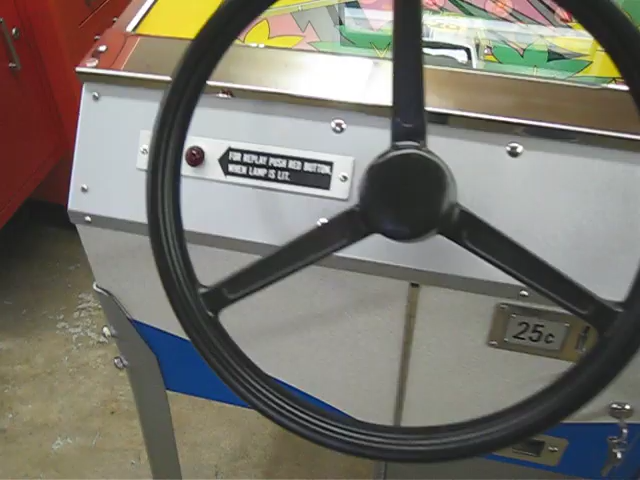 FOR REPLAY PUSH RED BUTTON,
WHEN LAMP IS LIT.
25c